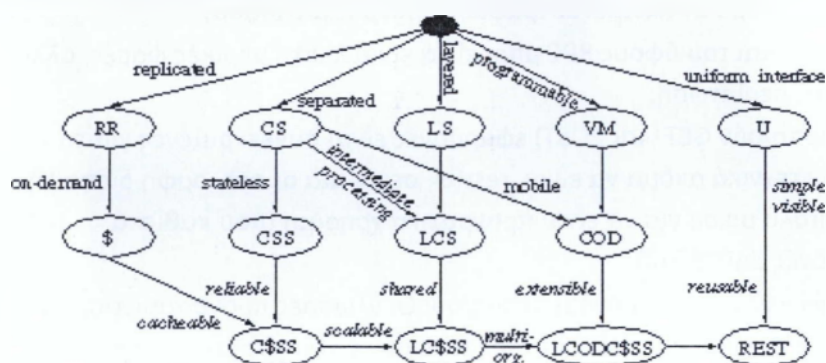 replicated
separated
layered
programmable
uniform interface
RR
CS
LS
VM
U
on-demand
stateless
intermediate
processing
mobile
simple
visible
$
CSS
LCS
COD
reliable
shared
extensible
reusable
cacheable
scalable
multi-
org.
C$SS
LC$SS
LCODC$SS
REST